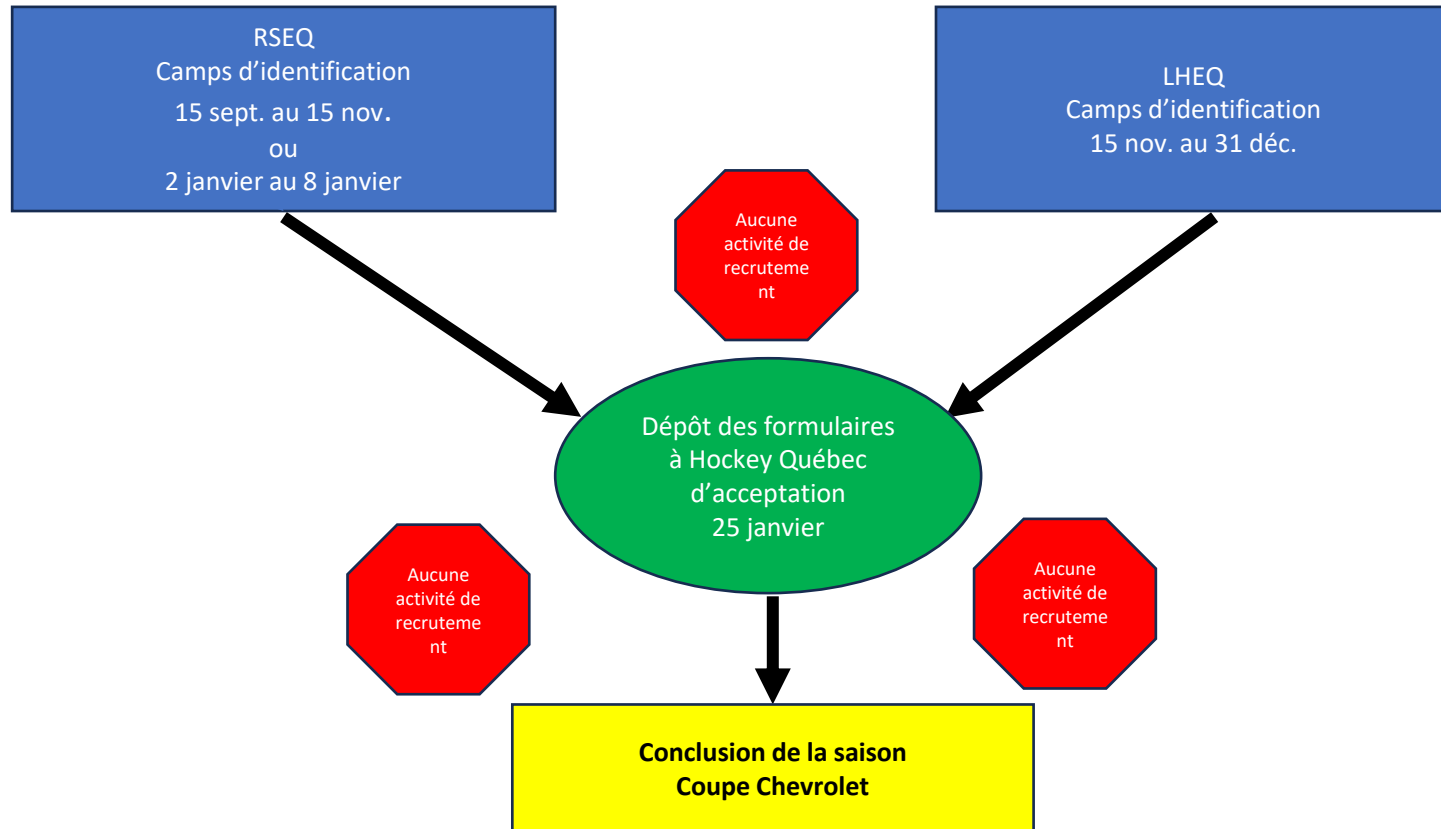 RSEQ
Camps d’identification
15 sept. au 15 nov.
ou
2 janvier au 8 janvier
LHEQ
Camps d’identification
15 nov. au 31 déc.
Aucune
activité de
recruteme
nt
Dépôt des formulaires
à Hockey Québec
d’acceptation
25 janvier
Aucune
activité de
recruteme
nt
Aucune
activité de
recruteme
nt
Conclusion de la saison
Coupe Chevrolet